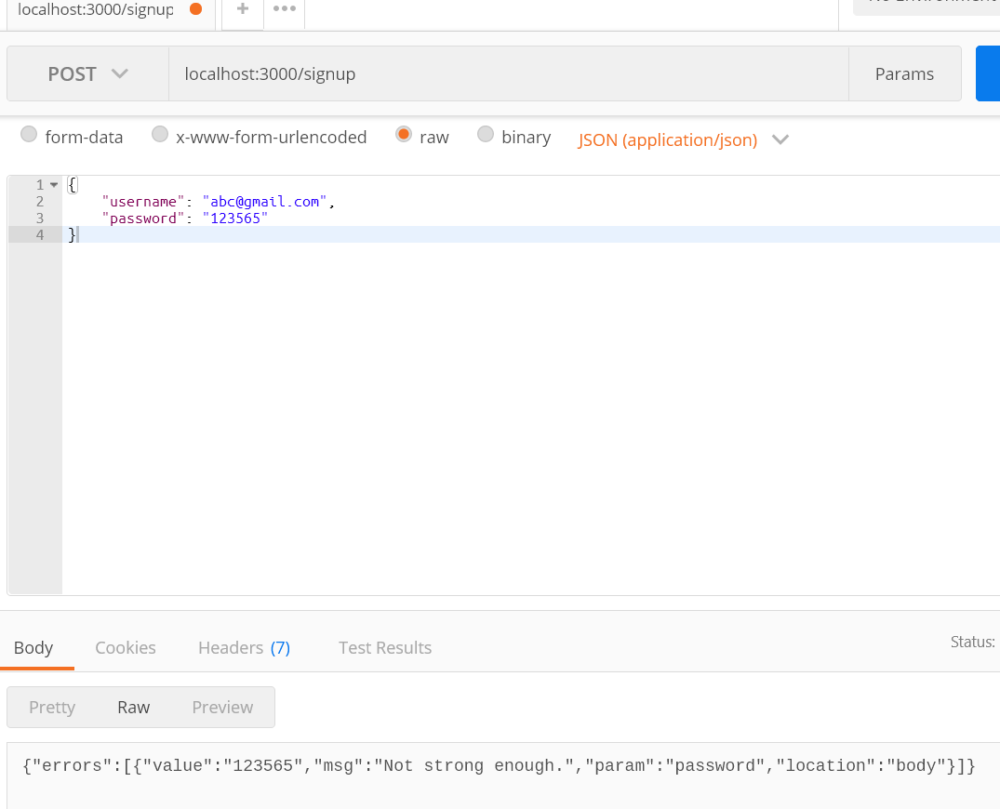 localhost:3000/signup + •••
No Environment
POST localhost:3000/signup Params
form-data x-www-form-urlencoded raw binary JSON (application/json)
1 {
2 "username": "abc@gmail.com",
3 "password": "123565"
4 }
Body Cookies Headers (7) Test Results Status:
Pretty Raw Preview
{"errors":[{"value":"123565","msg":"Not strong enough.","param":"password","location":"body"}]}